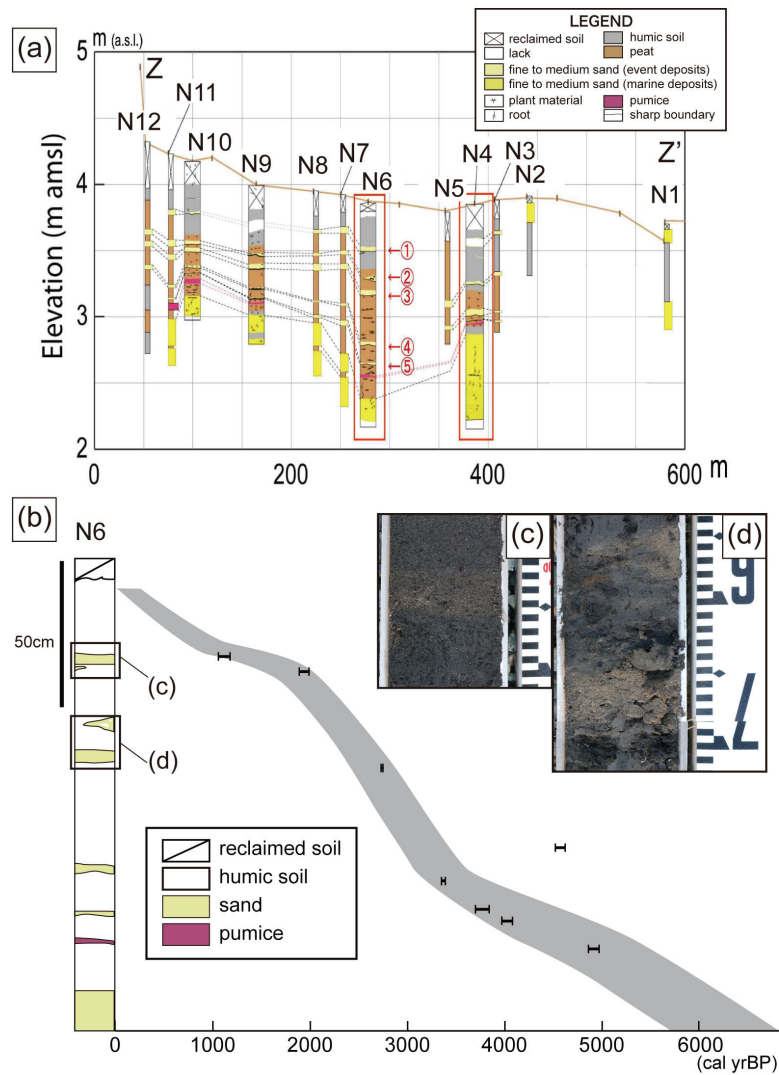 (a)
m (a.s.l.)
LEGEND
reclaimed soil
humic soil
lack
peat
fine to medium sand (event deposits)
fine to medium sand (marine deposits)
plant material
pumice
root
sharp boundary
Z
N12
N11
N10
N9
N8
N7
N6
N5
N4
N3
N2
N1
Z'
Elevation (m amsl)
5
4
3
2
①
②
③
④
⑤
0
200
400
600
m
(b)
N6
50cm
(c)
(d)
(c)
(d)
6
7
reclaimed soil
humic soil
sand
pumice
0
1000
2000
3000
4000
5000
6000
(cal yrBP)